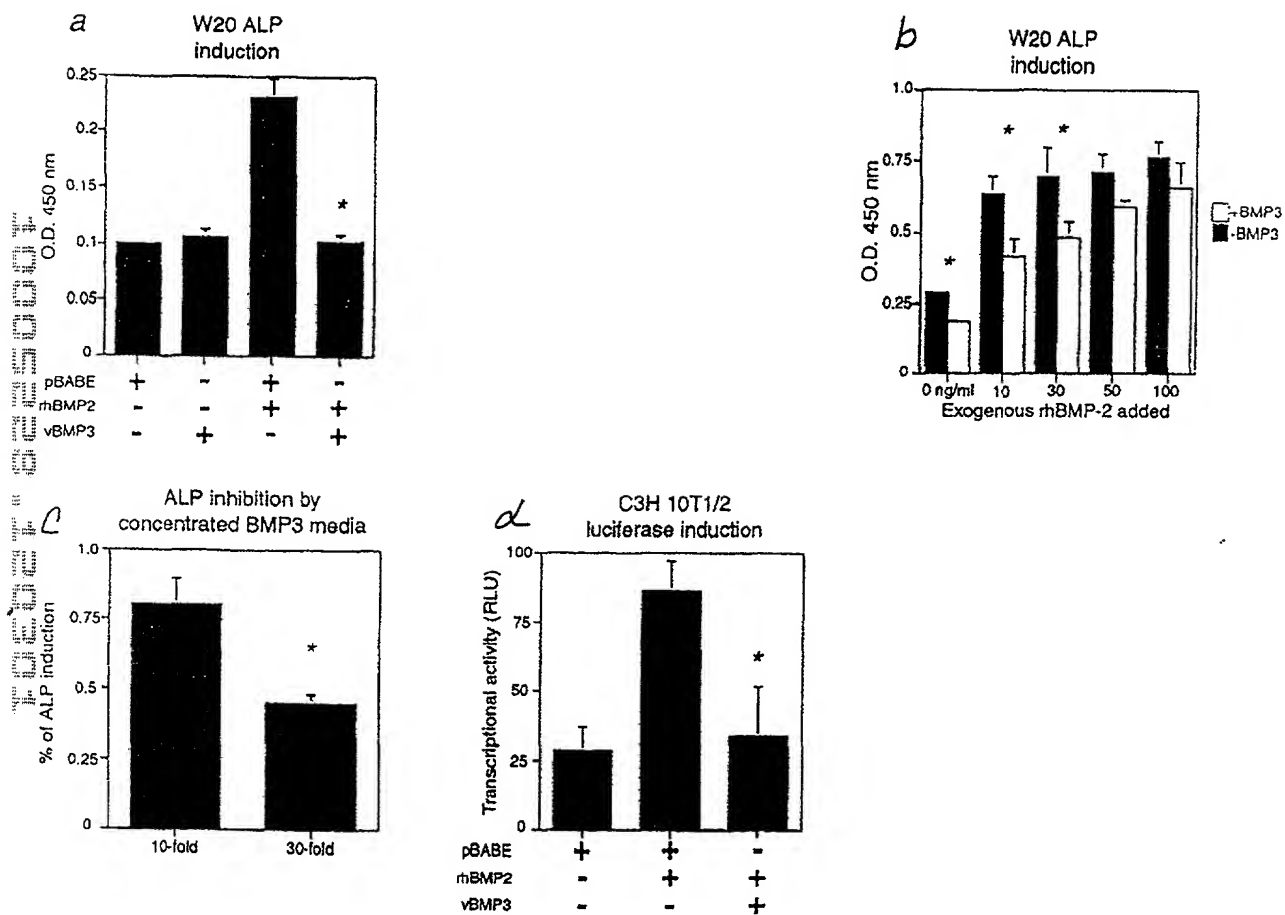 a
W20 ALP
induction
0.25
0.2
0.15
0.1
0.05
0
O.D. 450 nm
*
pBABE + - + -
rhBMP2 - - + +
vBMP3 - + - +
b
W20 ALP
induction
1.0
0.75
0.5
0.25
0
O.D. 450 nm
* * *
0 ng/ml 10 30 50 100
Exogenous rhBMP-2 added
+BMP3
-BMP3
C
ALP inhibition by
concentrated BMP3 media
1.0
0.75
0.5
0.25
0
% of ALP induction
*
10-fold 30-fold
d
C3H 10T1/2
luciferase induction
100
75
50
25
0
Transcriptional activity (RLU)
*
pBABE + + -
rhBMP2 - + +
vBMP3 - - +